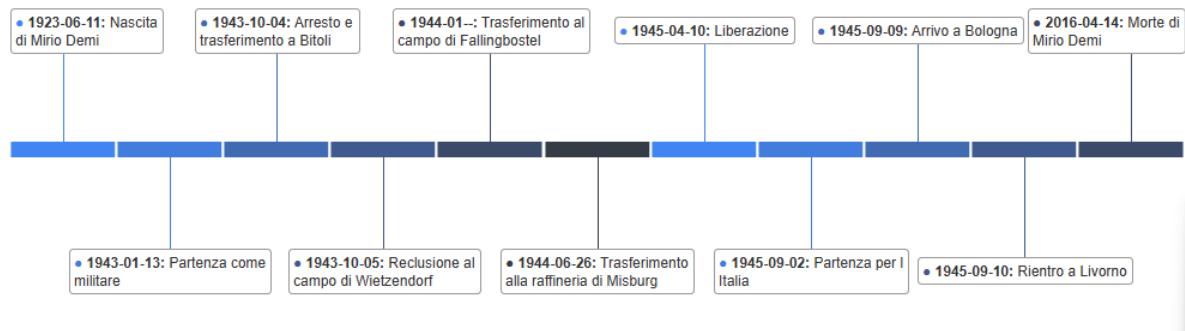 ● 1923-06-11: Nascita
di Mirio Demi
● 1943-10-04: Arresto e
trasferimento a Bitoli
● 1944-01--: Trasferimento al
campo di Fallingbostel
● 1945-04-10: Liberazione
● 1945-09-09: Arrivo a Bologna
● 2016-04-14: Morte di
Mirio Demi
● 1943-01-13: Partenza come
militare
● 1943-10-05: Reclusione al
campo di Wietzendorf
● 1944-06-26: Trasferimento
alla raffineria di Misburg
● 1945-09-02: Partenza per l
Italia
● 1945-09-10: Rientro a Livorno